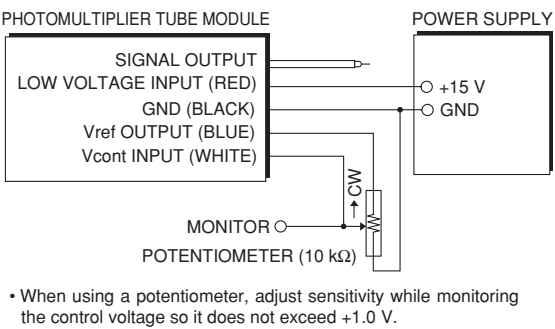 PHOTOMULTIPLIER TUBE MODULE
POWER SUPPLY
SIGNAL OUTPUT
LOW VOLTAGE INPUT (RED)
+15 V
GND (BLACK)
GND
Vref OUTPUT (BLUE)
Vcont INPUT (WHITE)
CW
MONITOR
POTENTIOMETER (10 kΩ)
• When using a potentiometer, adjust sensitivity while monitoring
the control voltage so it does not exceed +1.0 V.